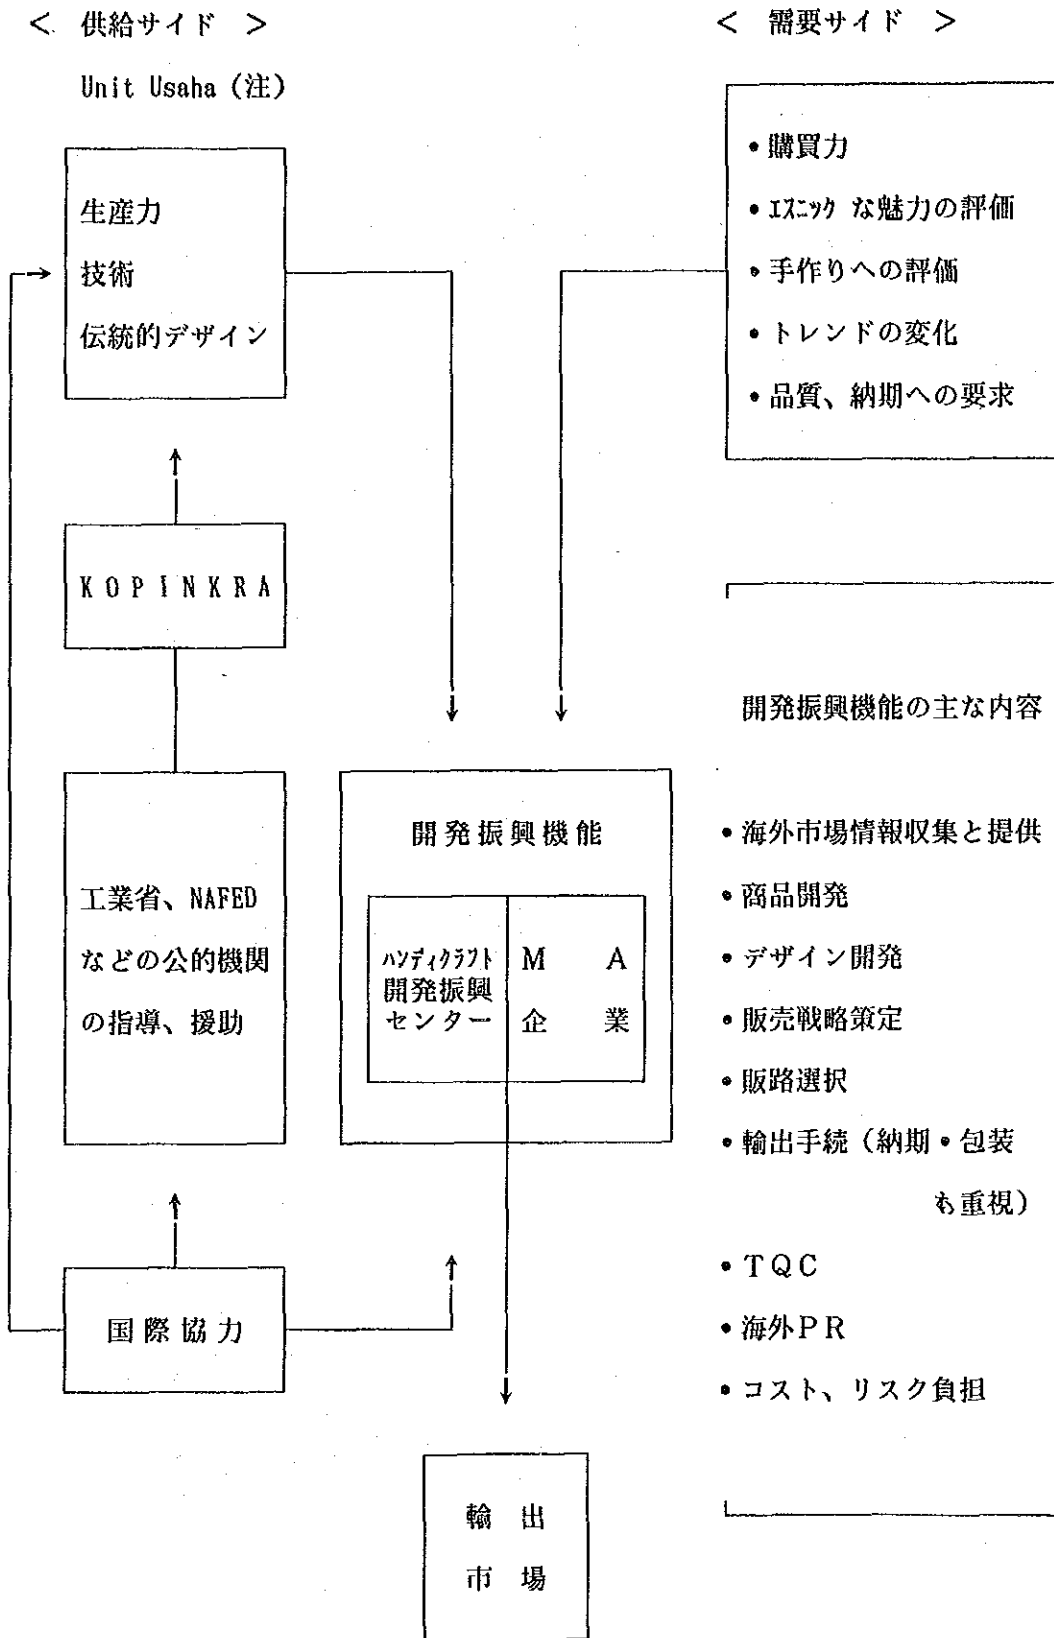 ＜ 供給サイド ＞
Unit Usaha（注）
生産力
技術
伝統的デザイン
KOPINKRA
工業省、NAFED
などの公的機関
の指導、援助
国際協力
＜ 需要サイド ＞
・購買力
・エスニック な魅力の評価
・手作りへの評価
・トレンドの変化
・品質、納期への要求
開発振興機能
ハンディクラフト
開発振興
センター
M A
企 業
輸 出
市 場
開発振興機能の主な内容
・海外市場情報収集と提供
・商品開発
・デザイン開発
・販売戦略策定
・販路選択
・輸出手続（納期・包装
も重視）
・TQC
・海外PR
・コスト、リスク負担